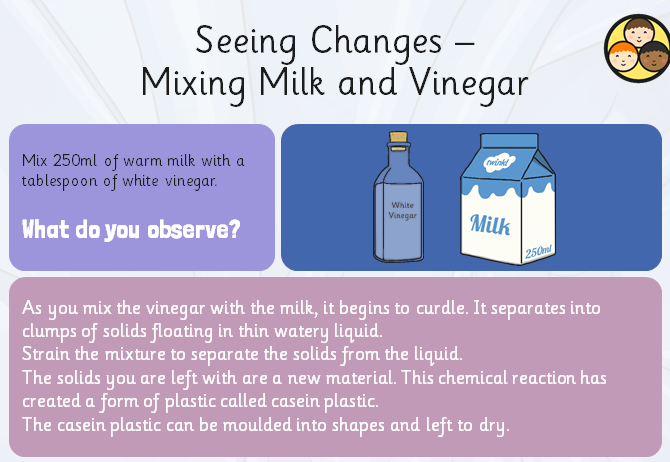 Seeing Changes –
Mixing Milk and Vinegar
Mix 250ml of warm milk with a
tablespoon of white vinegar.
What do you observe?
White
Vinegar
twinkl
Milk
250ml
As you mix the vinegar with the milk, it begins to curdle. It separates into
clumps of solids floating in thin watery liquid.
Strain the mixture to separate the solids from the liquid.
The solids you are left with are a new material. This chemical reaction has
created a form of plastic called casein plastic.
The casein plastic can be moulded into shapes and left to dry.